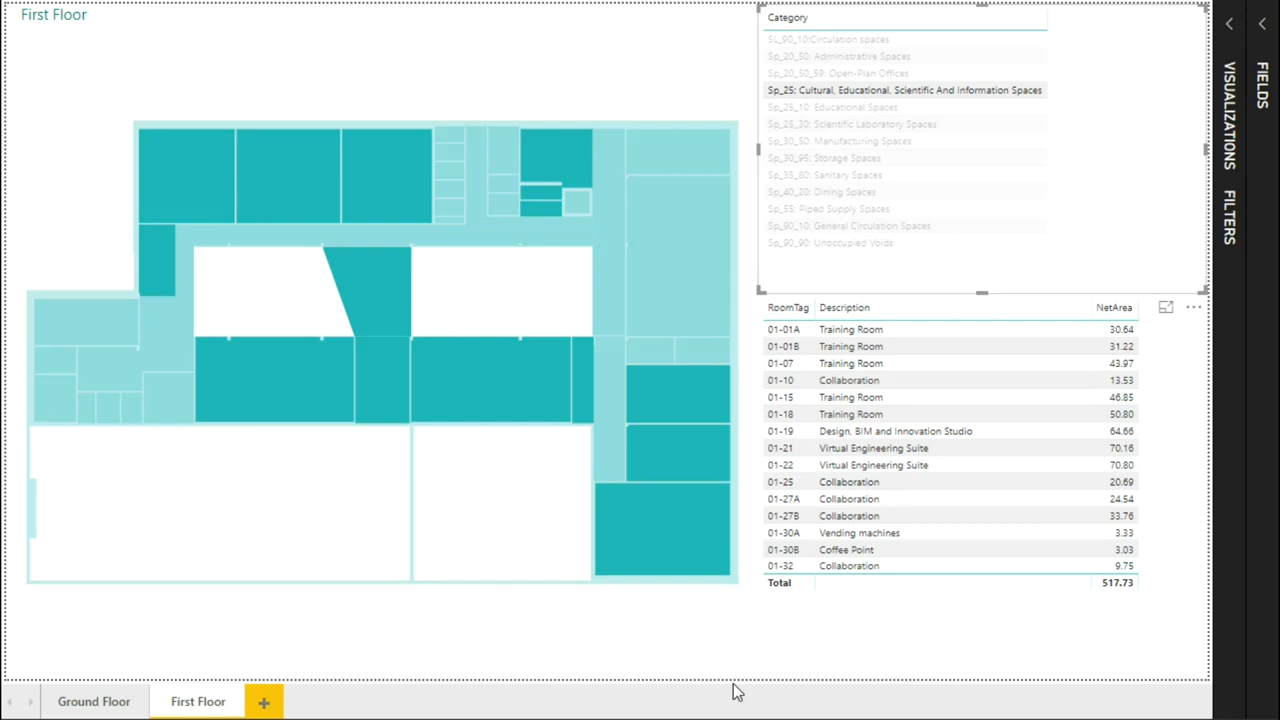 First Floor
Category
SL_90_10:Circulation spaces
Sp_20_50: Administrative Spaces
Sp_20_50_59: Open-Plan Offices
Sp_25: Cultural, Educational, Scientific And Information Spaces
Sp_25_10: Educational Spaces
Sp_25_30: Scientific Laboratory Spaces
Sp_30_50: Manufacturing Spaces
Sp_30_95: Storage Spaces
Sp_35_80: Sanitary Spaces
Sp_40_20: Dining Spaces
Sp_55: Piped Supply Spaces
Sp_90_10: General Circulation Spaces
Sp_90_90: Unoccupied Voids
RoomTag Description NetArea
01-01A Training Room 30.64
01-01B Training Room 31.22
01-07 Training Room 43.97
01-10 Collaboration 13.53
01-15 Training Room 46.85
01-18 Training Room 50.80
01-19 Design, BIM and Innovation Studio 64.66
01-21 Virtual Engineering Suite 70.16
01-22 Virtual Engineering Suite 70.80
01-25 Collaboration 20.69
01-27A Collaboration 24.54
01-27B Collaboration 33.76
01-30A Vending machines 3.33
01-30B Coffee Point 3.03
01-32 Collaboration 9.75
Total 517.73
VISUALIZATIONS
FILTERS
FIELDS
Ground Floor
First Floor